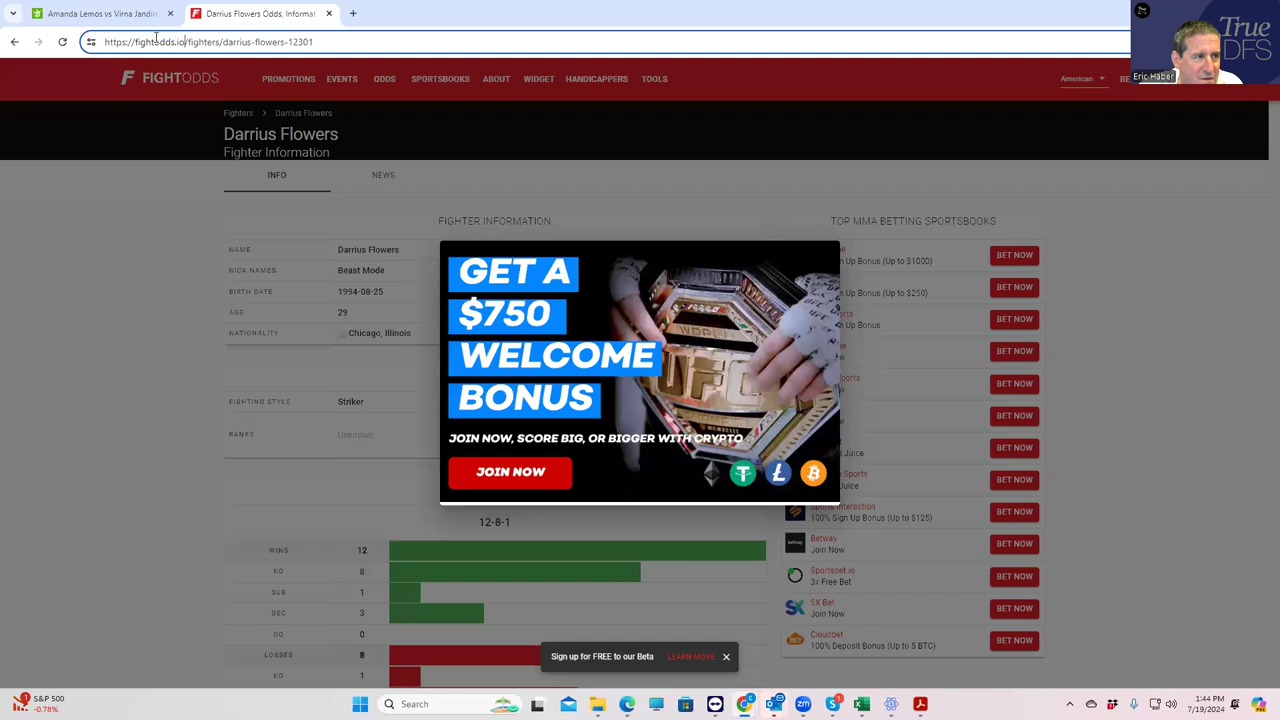 Amanda Lemos vs Virna Jandir
Darrius Flowers Odds, Informat
https://fightodds.io/fighters/darrius-flowers-12301
True
DFS
Eric Haber
FIGHTODDS
PROMOTIONS EVENTS ODDS SPORTSBOOKS ABOUT WIDGET HANDICAPPERS TOOLS
American
BE
Fighters > Darrius Flowers
Darrius Flowers
Fighter Information
INFO NEWS
FIGHTER INFORMATION
NAME Darrius Flowers
NICK NAMES Beast Mode
BIRTH DATE 1994-08-25
AGE 29
NATIONALITY Chicago, Illinois
FIGHTING STYLE Striker
RANKS Unknown
12-8-1
WINS 12
KO 8
SUB 1
DEC 3
DQ 0
LOSSES 8
KO 1
GET A
$750
WELCOME
BONUS
JOIN NOW, SCORE BIG, OR BIGGER WITH CRYPTO
JOIN NOW
TOP MMA BETTING SPORTSBOOKS
Up Bonus (Up to $1000)
BET NOW
Up Bonus (Up to $250)
BET NOW
Up Bonus
BET NOW
BET NOW
BET NOW
BET NOW
Juice
BET NOW
Sports
Juice
BET NOW
Sports Interaction
100% Sign Up Bonus (Up to $125)
BET NOW
Betway
Join Now
BET NOW
Sportsbet.io
3x Free Bet
BET NOW
SX Bet
Join Now
BET NOW
Cloudbet
100% Deposit Bonus (Up to 5 BTC)
BET NOW
Sign up for FREE to our Beta LEARN MORE
S&P 500
-0.78%
Search
1:44 PM
7/19/2024